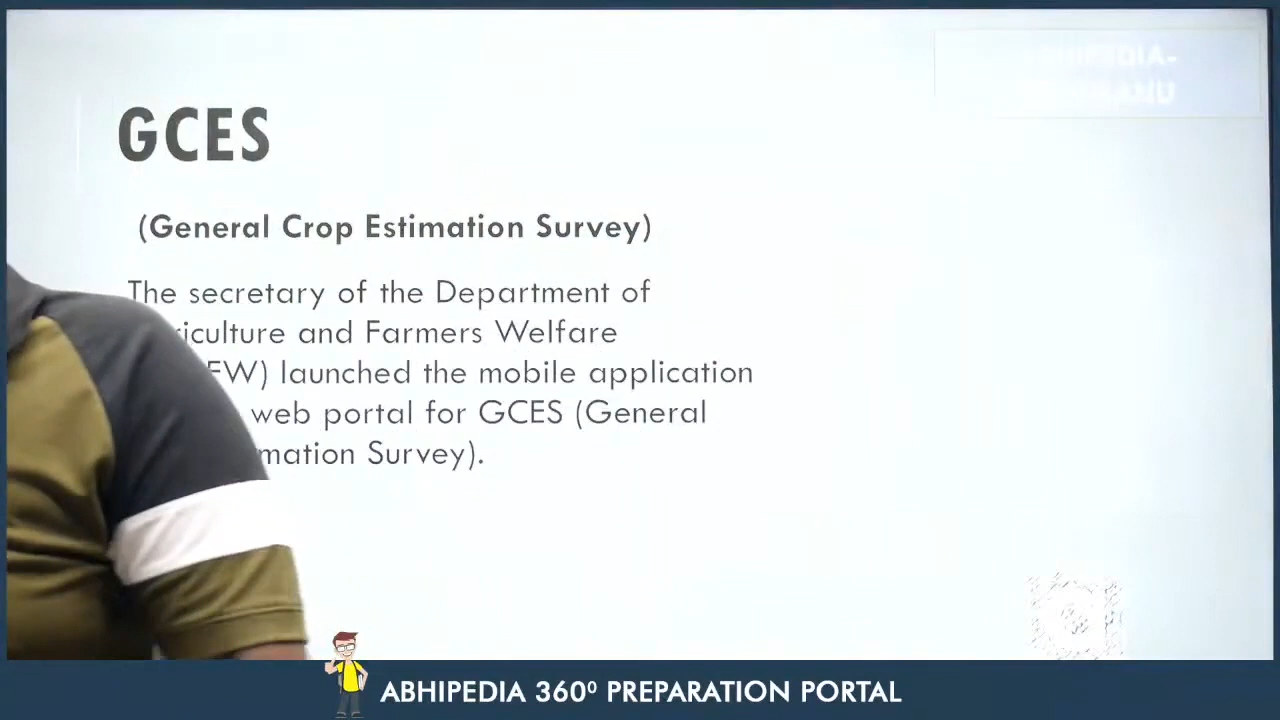 GCES
(General Crop Estimation Survey)
The secretary of the Department of
riculture and Farmers Welfare
FW) launched the mobile application
web portal for GCES (General
mation Survey).
ABHIPEDIA 360⁰ PREPARATION PORTAL